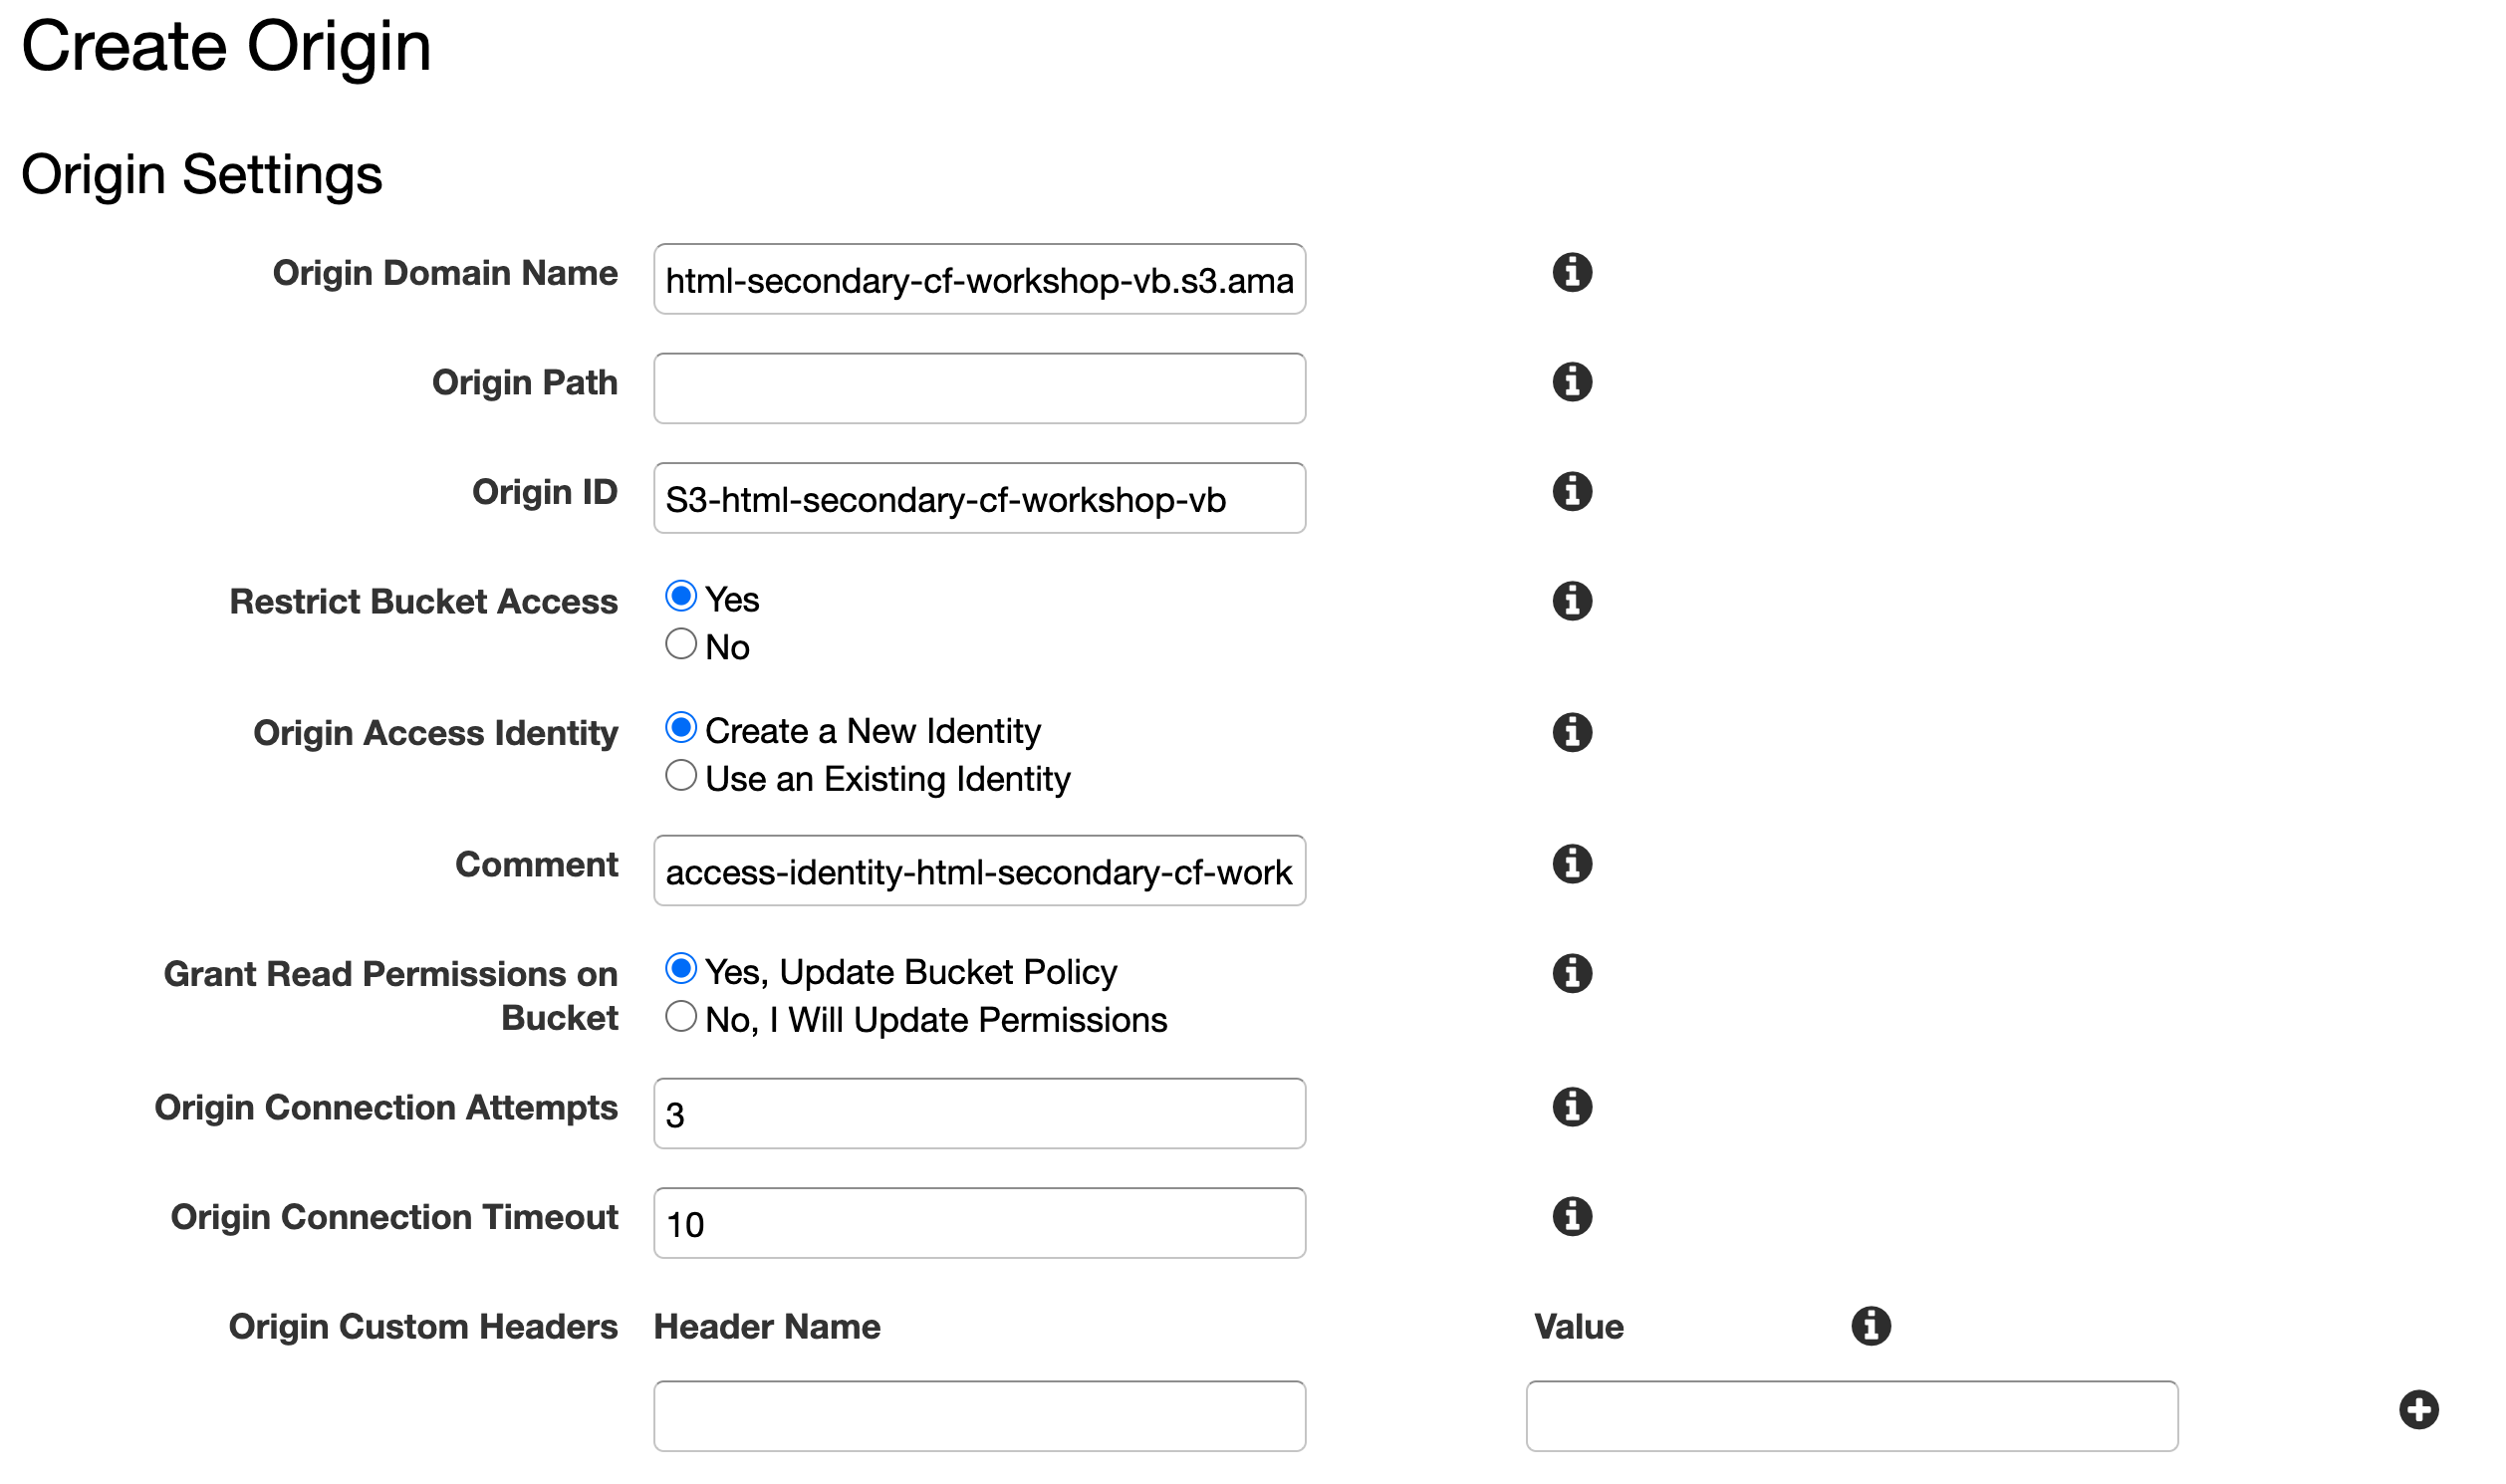 Create Origin
Origin Settings
Origin Domain Name
html-secondary-cf-workshop-vb.s3.ama
Origin Path
Origin ID
S3-html-secondary-cf-workshop-vb
Restrict Bucket Access
Yes
No
Origin Access Identity
Create a New Identity
Use an Existing Identity
Comment
access-identity-html-secondary-cf-work
Grant Read Permissions on
Bucket
Yes, Update Bucket Policy
No, I Will Update Permissions
Origin Connection Attempts
3
Origin Connection Timeout
10
Origin Custom Headers
Header Name
Value